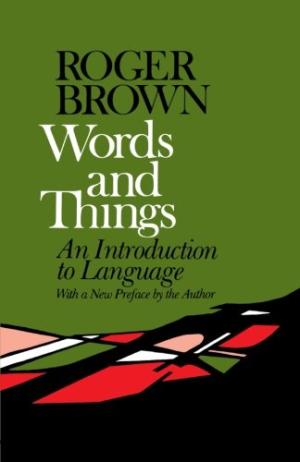 ROGER
BROWN
Words
and
Things
An Introduction
to Language
With a New Preface by the Author